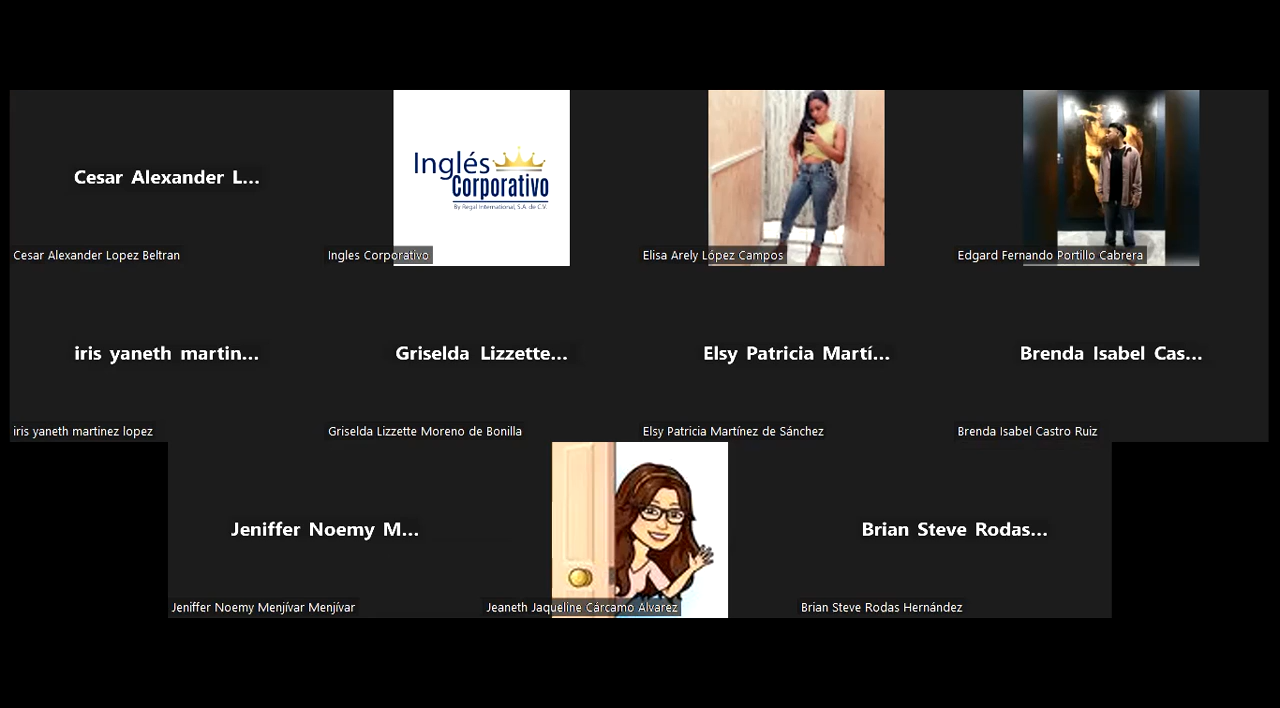 Cesar Alexander L...
Cesar Alexander Lopez Beltran
Inglés
Corporativo
By Regal International, S.A. de C.V.
Ingles Corporativo
Elisa Arely López Campos
Edgard Fernando Portillo Cabrera
iris yaneth martin...
iris yaneth martinez lopez
Griselda Lizzette...
Griselda Lizzette Moreno de Bonilla
Elsy Patricia Martí...
Elsy Patricia Martínez de Sánchez
Brenda Isabel Cas...
Brenda Isabel Castro Ruiz
Jeniffer Noemy M...
Jeniffer Noemy Menjívar Menjívar
Jeaneth Jaqueline Cárcamo Alvarez
Brian Steve Rodas...
Brian Steve Rodas Hernández